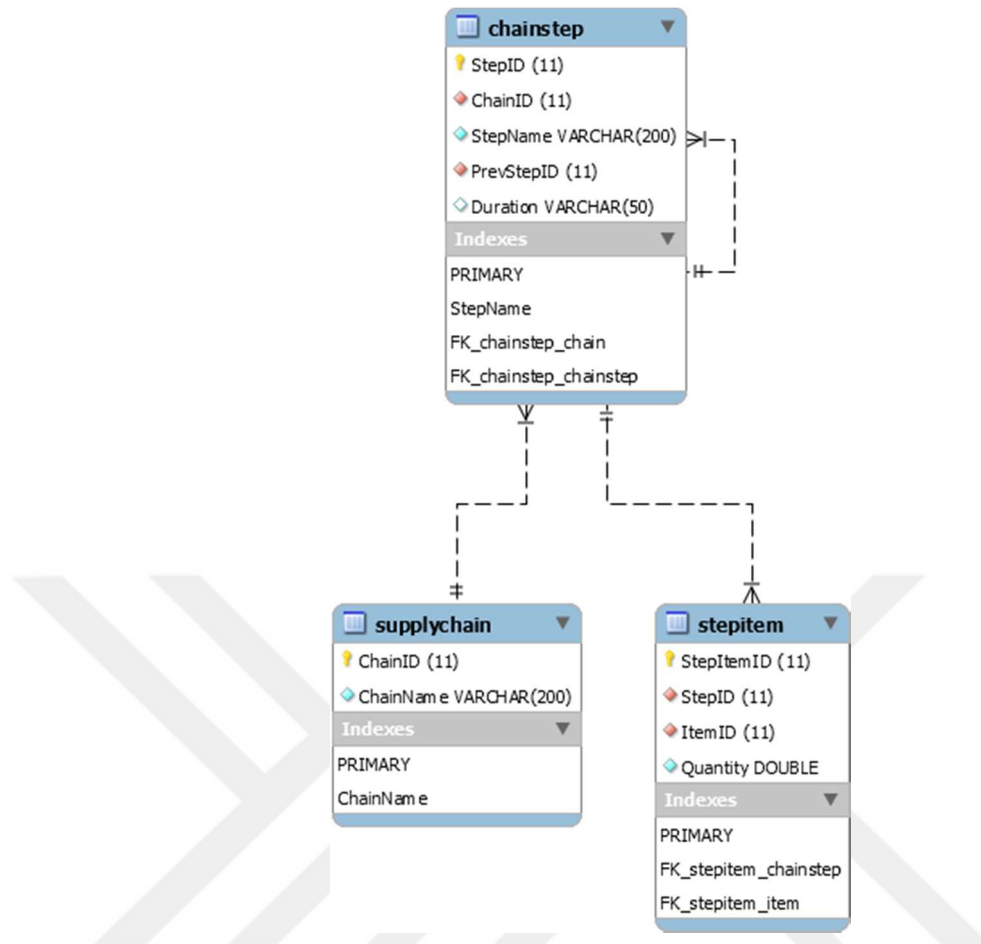 chainstep
StepID (11)
ChainID (11)
StepName VARCHAR(200)
PrevStepID (11)
Duration VARCHAR(50)
Indexes
PRIMARY
StepName
FK_chainstep_chain
FK_chainstep_chainstep
supplychain
ChainID (11)
ChainName VARCHAR(200)
Indexes
PRIMARY
ChainName
stepitem
StepItemID (11)
StepID (11)
ItemID (11)
Quantity DOUBLE
Indexes
PRIMARY
FK_stepitem_chainstep
FK_stepitem_item